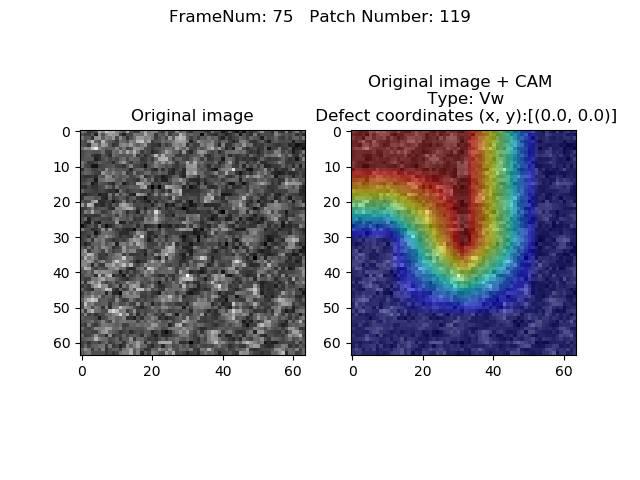 FrameNum: 75   Patch Number: 119
Original image
0
10
20
30
40
50
60
0 20 40 60
Original image + CAM
Type: Vw
Defect coordinates (x, y):[(0.0, 0.0)]
0
10
20
30
40
50
60
0 20 40 60